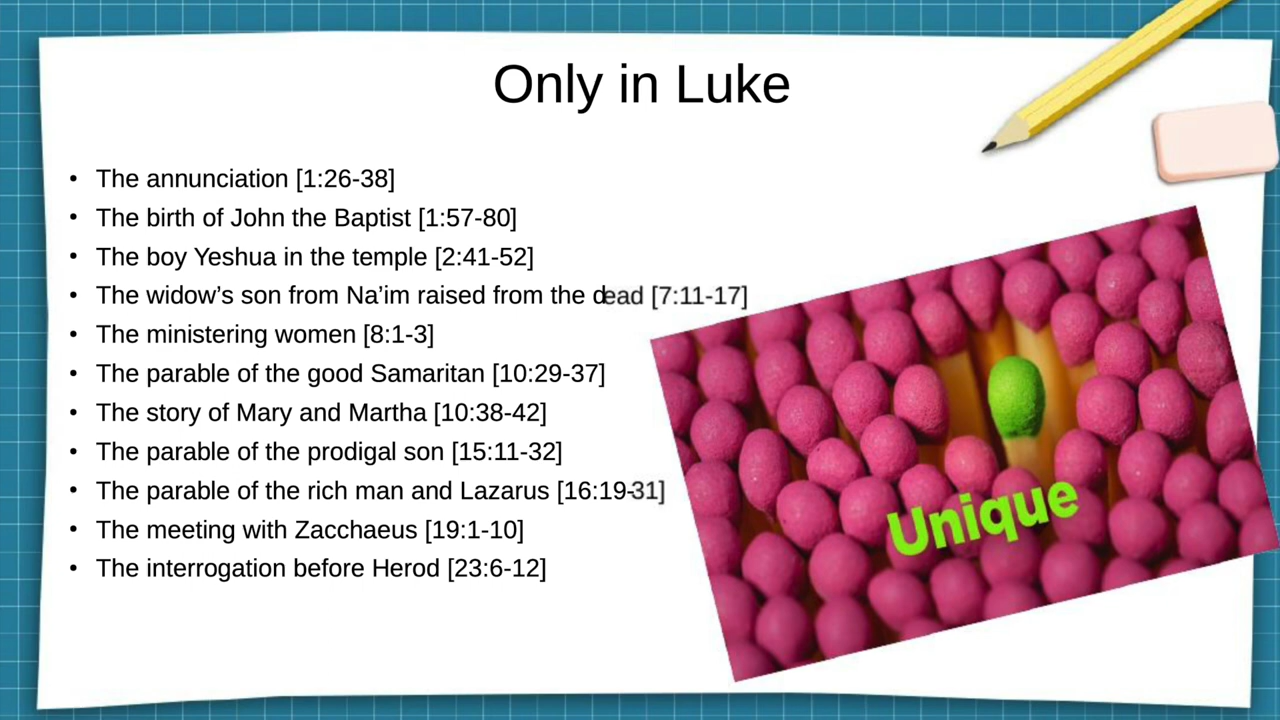 Only in Luke
• The annunciation [1:26-38]
• The birth of John the Baptist [1:57-80]
• The boy Yeshua in the temple [2:41-52]
• The widow’s son from Na’im raised from the dead [7:11-17]
• The ministering women [8:1-3]
• The parable of the good Samaritan [10:29-37]
• The story of Mary and Martha [10:38-42]
• The parable of the prodigal son [15:11-32]
• The parable of the rich man and Lazarus [16:19-31]
• The meeting with Zacchaeus [19:1-10]
• The interrogation before Herod [23:6-12]
Unique